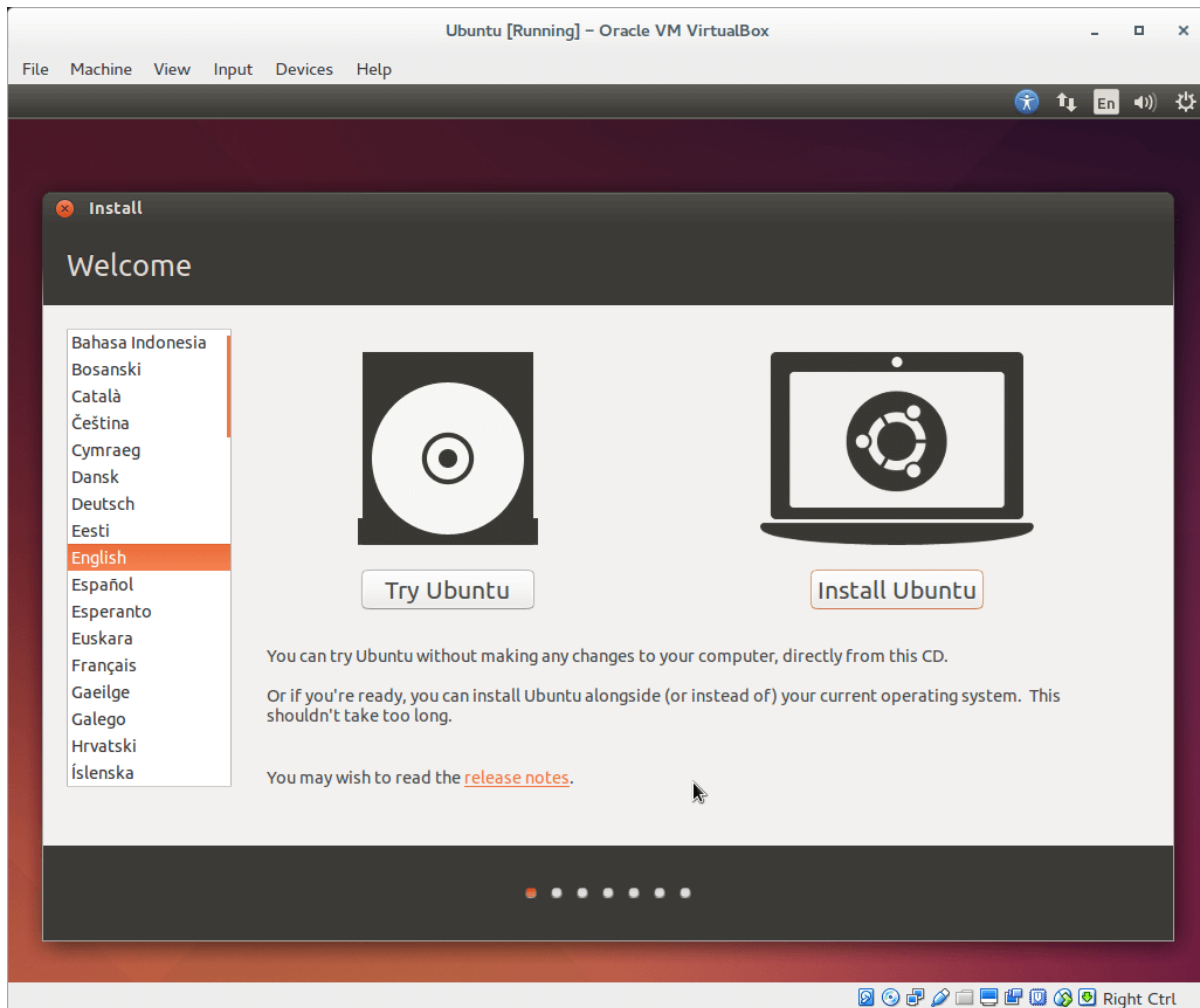 Ubuntu [Running] – Oracle VM VirtualBox
File Machine View Input Devices Help
En
Install
Welcome
Bahasa Indonesia
Bosanski
Català
Čeština
Cymraeg
Dansk
Deutsch
Eesti
English
Español
Esperanto
Euskara
Français
Gaeilge
Galego
Hrvatski
Íslenska
Try Ubuntu
Install Ubuntu
You can try Ubuntu without making any changes to your computer, directly from this CD.
Or if you're ready, you can install Ubuntu alongside (or instead of) your current operating system. This
shouldn't take too long.
You may wish to read the release notes.
Right Ctrl